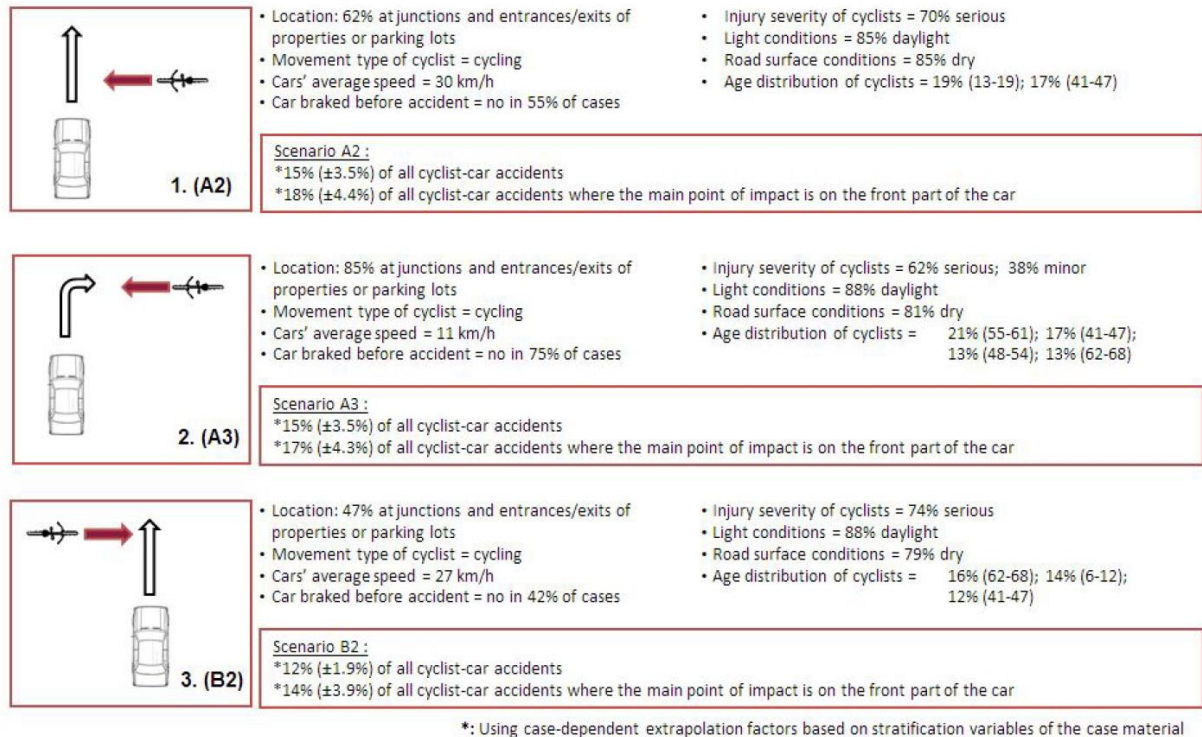 • Location: 62% at junctions and entrances/exits of
properties or parking lots
• Movement type of cyclist = cycling
• Cars' average speed = 30 km/h
• Car braked before accident = no in 55% of cases
• Injury severity of cyclists = 70% serious
• Light conditions = 85% daylight
• Road surface conditions = 85% dry
• Age distribution of cyclists = 19% (13-19); 17% (41-47)
1. (A2)
Scenario A2 :
*15% (±3.5%) of all cyclist-car accidents
*18% (±4.4%) of all cyclist-car accidents where the main point of impact is on the front part of the car
• Location: 85% at junctions and entrances/exits of
properties or parking lots
• Movement type of cyclist = cycling
• Cars' average speed = 11 km/h
• Car braked before accident = no in 75% of cases
• Injury severity of cyclists = 62% serious; 38% minor
• Light conditions = 88% daylight
• Road surface conditions = 81% dry
• Age distribution of cyclists = 21% (55-61); 17% (41-47);
13% (48-54); 13% (62-68)
2. (A3)
Scenario A3 :
*15% (±3.5%) of all cyclist-car accidents
*17% (±4.3%) of all cyclist-car accidents where the main point of impact is on the front part of the car
• Location: 47% at junctions and entrances/exits of
properties or parking lots
• Movement type of cyclist = cycling
• Cars' average speed = 27 km/h
• Car braked before accident = no in 42% of cases
• Injury severity of cyclists = 74% serious
• Light conditions = 88% daylight
• Road surface conditions = 79% dry
• Age distribution of cyclists = 16% (62-68); 14% (6-12);
12% (41-47)
3. (B2)
Scenario B2 :
*12% (±1.9%) of all cyclist-car accidents
*14% (±3.9%) of all cyclist-car accidents where the main point of impact is on the front part of the car
*: Using case-dependent extrapolation factors based on stratification variables of the case material